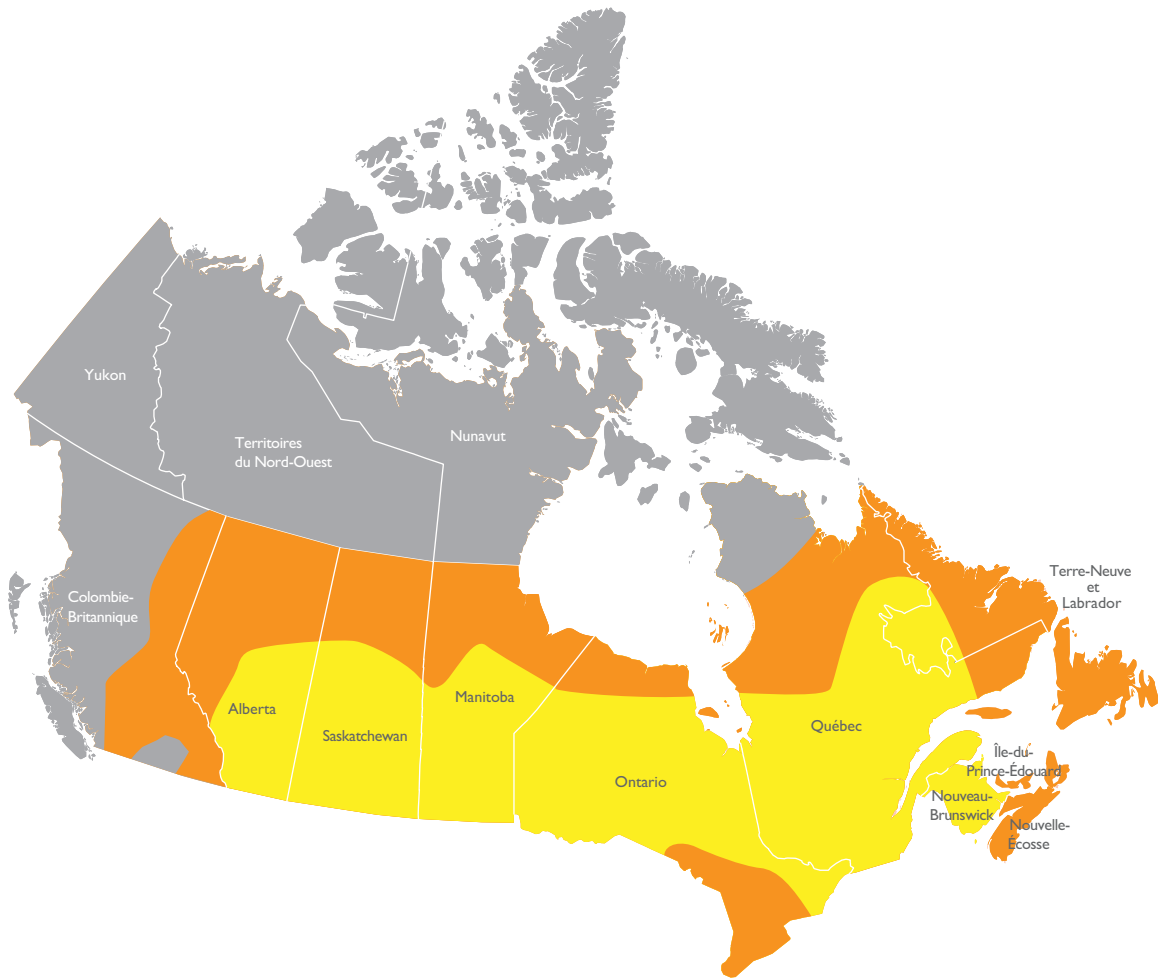 Yukon
Territoires
du Nord-Ouest
Nunavut
Colombie-
Britannique
Alberta
Saskatchewan
Manitoba
Ontario
Québec
Terre-Neuve
et
Labrador
Île-du-
Prince-Édouard
Nouveau-
Brunswick
Nouvelle-
Écosse